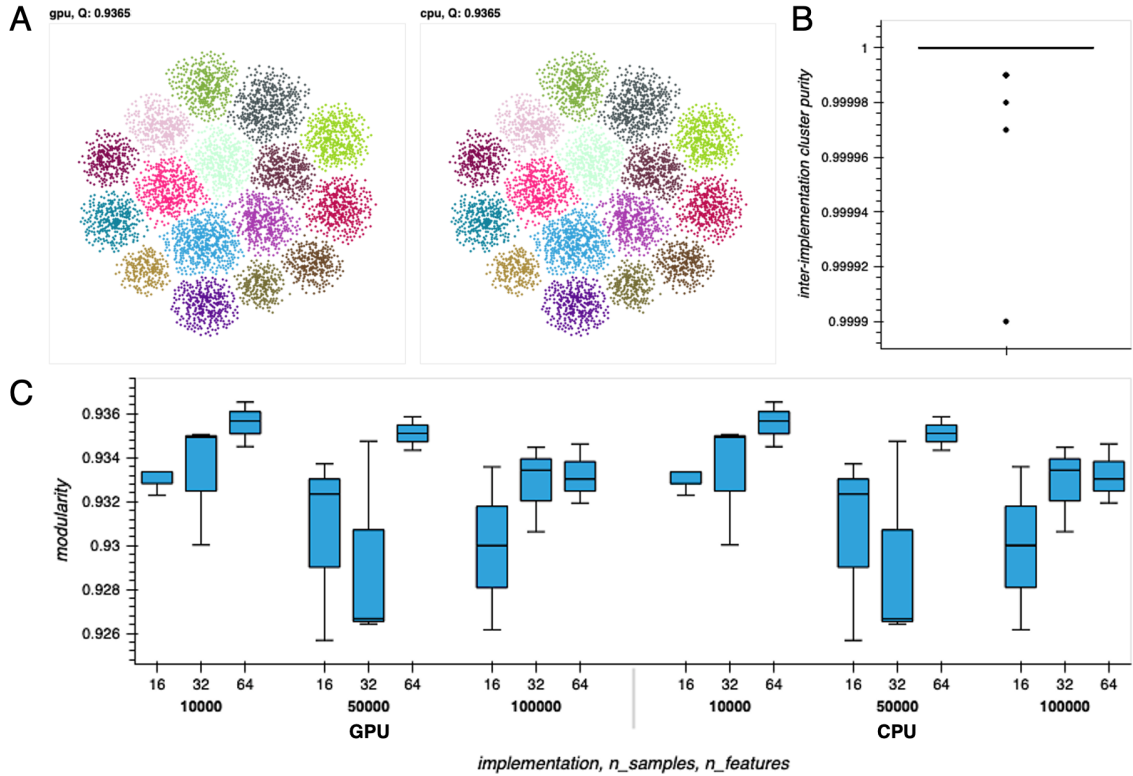 A
gpu, Q: 0.9365
cpu, Q: 0.9365
B
inter-implementation cluster purity
1
0.99998
0.99996
0.99994
0.99992
0.9999
C
modularity
0.936
0.934
0.932
0.93
0.928
0.926
16 32 64 16 32 64 16 32 64 16 32 64 16 32 64 16 32 64
10000 50000 100000 10000 50000 100000
GPU CPU
implementation, n_samples, n_features